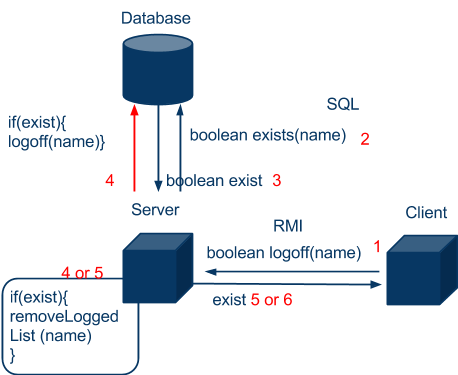 Database
SQL
if(exist){
logoff(name)}
boolean exists(name) 2
4
boolean exist 3
Server
Client
RMI
boolean logoff(name) 1
4 or 5
exist 5 or 6
if(exist){
removeLogged
List (name)
}